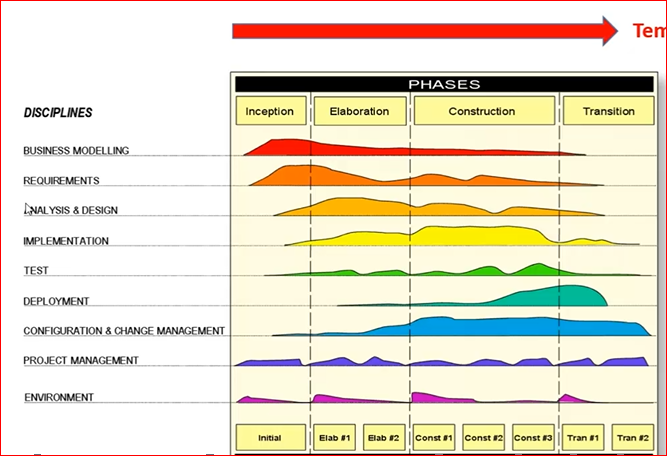 Tem
PHASES
DISCIPLINES
Inception
Elaboration
Construction
Transition
BUSINESS MODELLING
REQUIREMENTS
ANALYSIS & DESIGN
IMPLEMENTATION
TEST
DEPLOYMENT
CONFIGURATION & CHANGE MANAGEMENT
PROJECT MANAGEMENT
ENVIRONMENT
Initial
Elab #1
Elab #2
Const #1
Const #2
Const #3
Tran #1
Tran #2